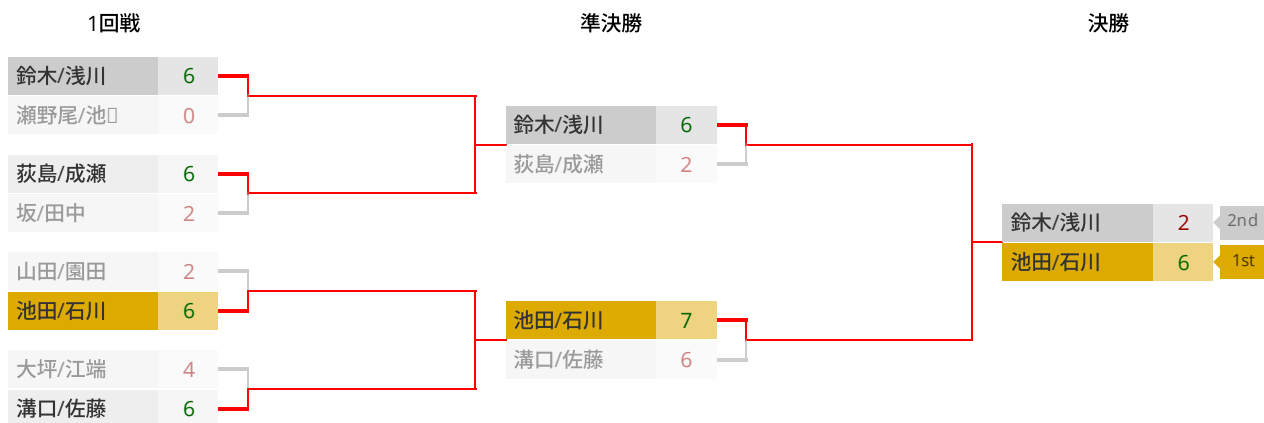 1回戦
準決勝
決勝
鈴木/浅川 6
瀬野尾/池 0
荻島/成瀬 6
坂/田中 2
山田/園田 2
池田/石川 6
大坪/江端 4
溝口/佐藤 6
鈴木/浅川 6
荻島/成瀬 2
池田/石川 7
溝口/佐藤 6
鈴木/浅川 2 2nd
池田/石川 6 1st